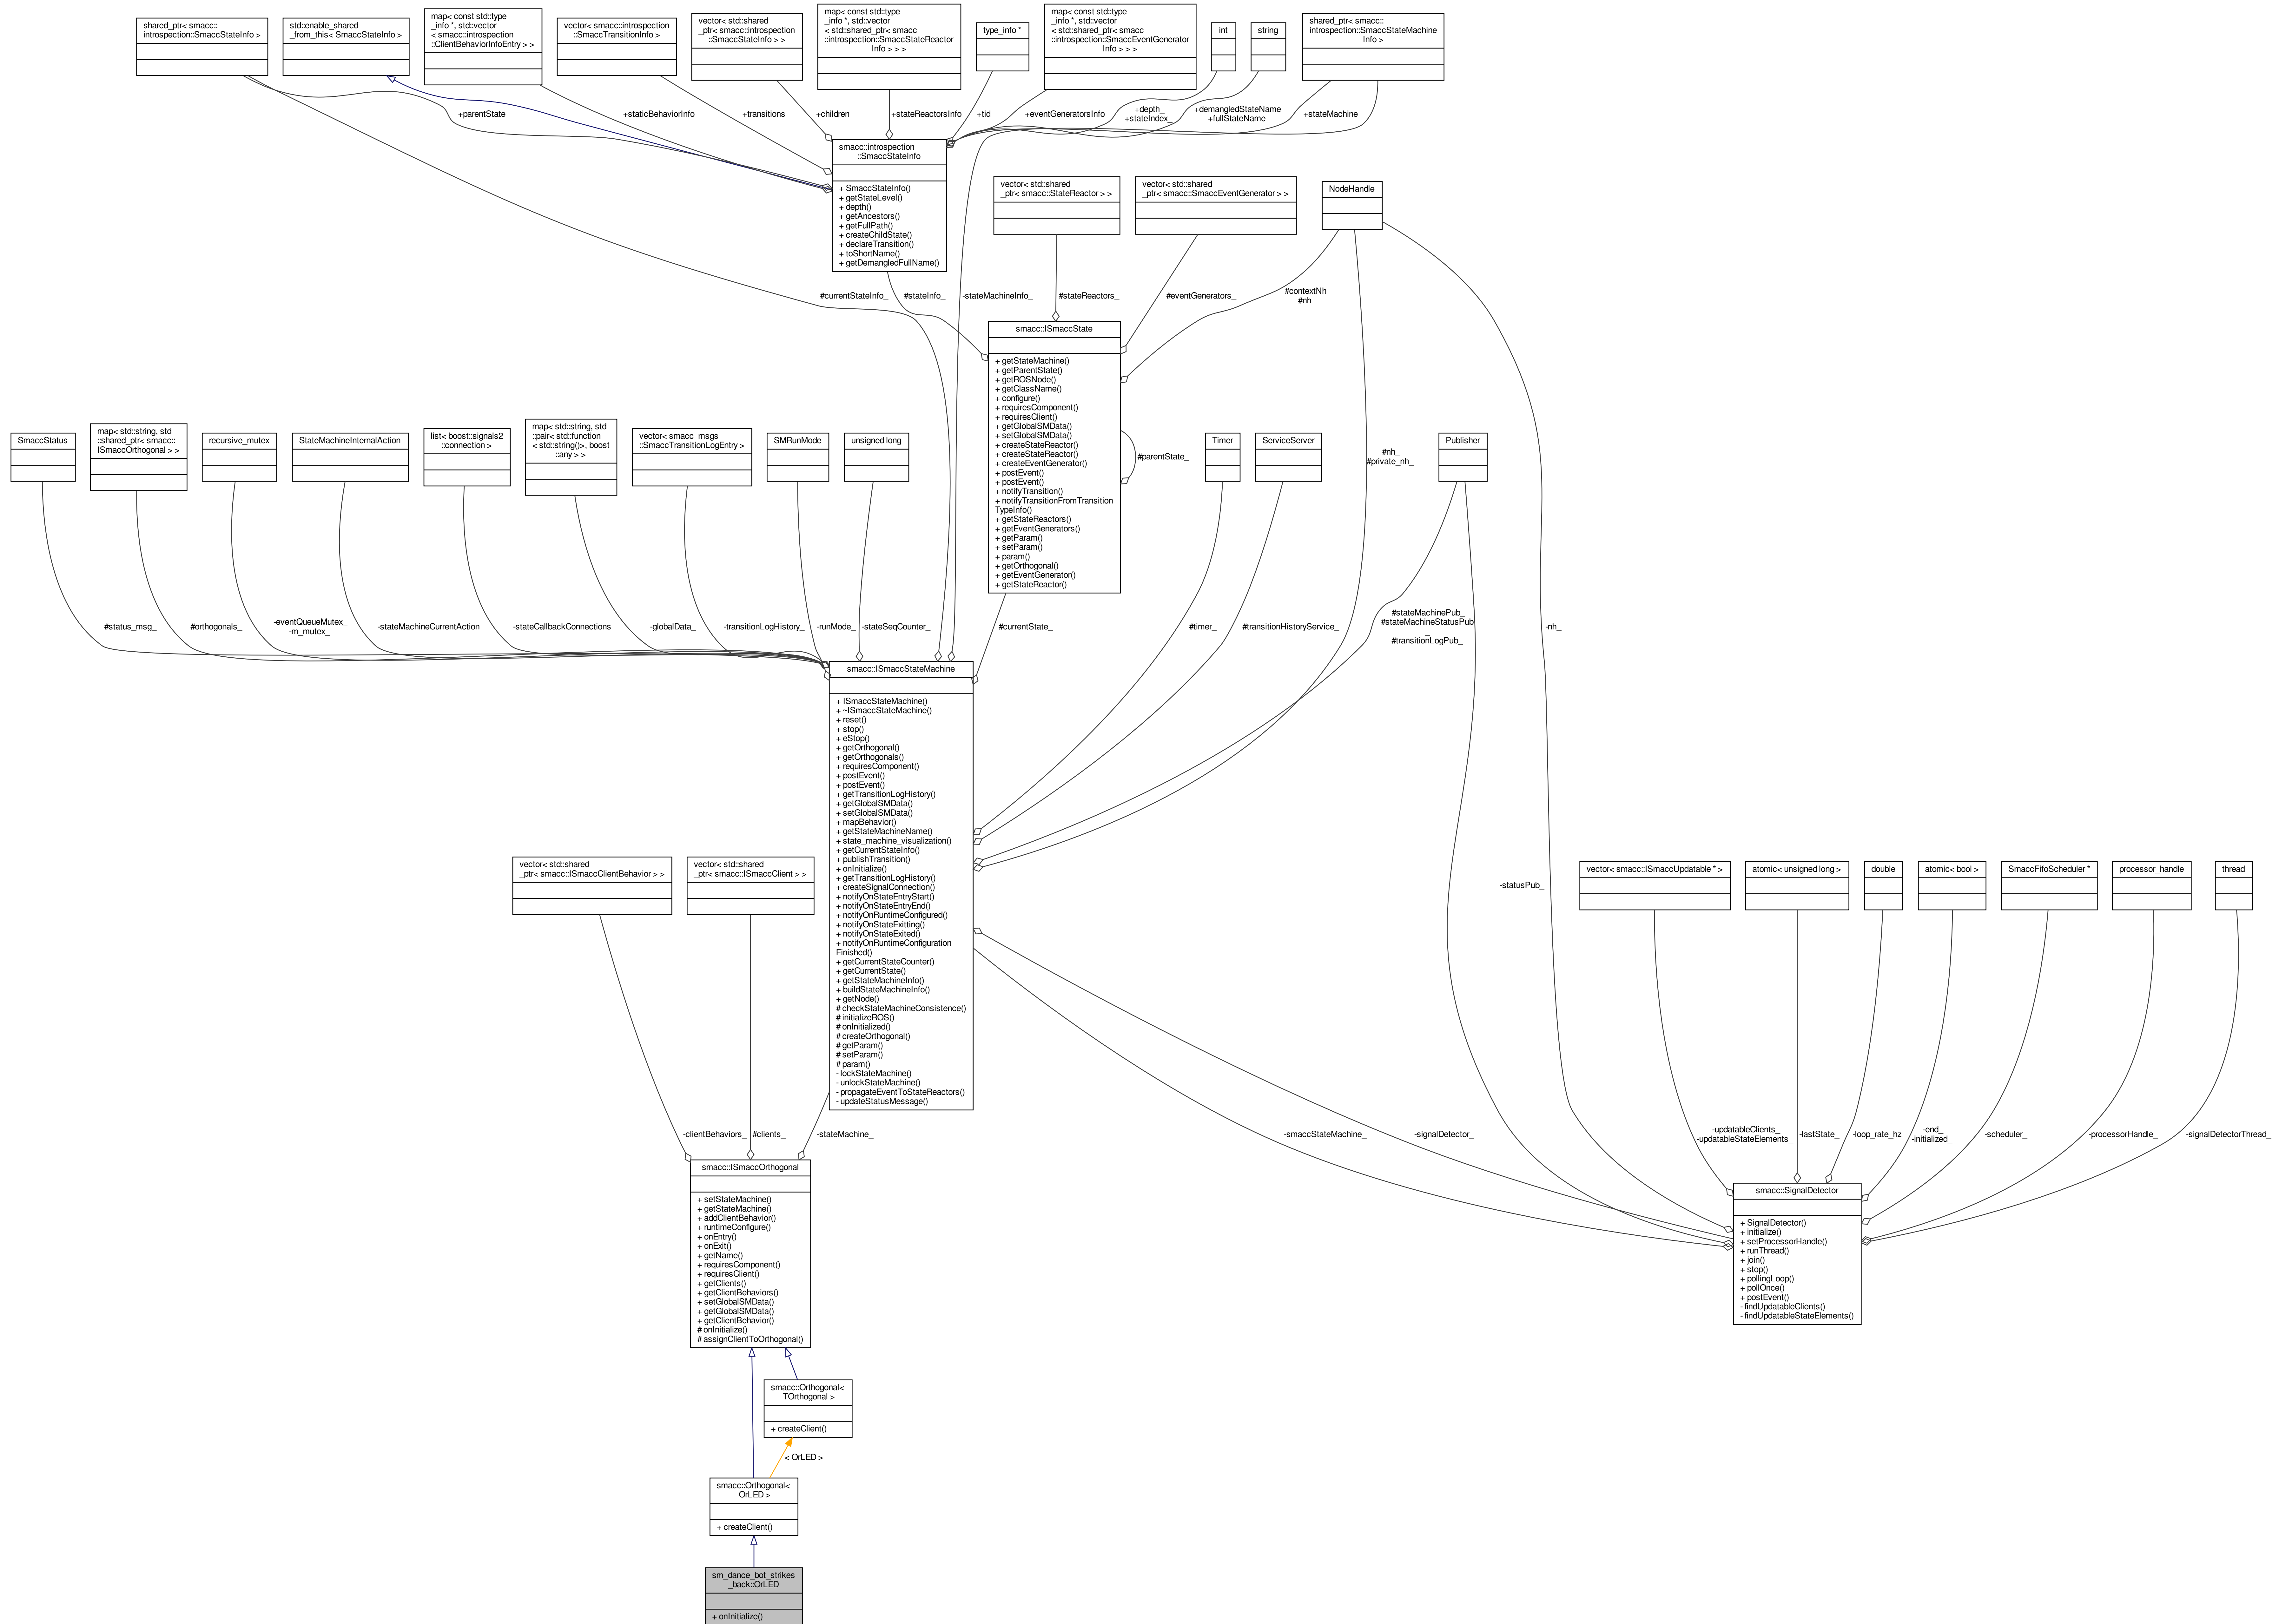 shared_ptr< smacc::
introspection::SmaccStateInfo >
std::enable_shared
_from_this< SmaccStateInfo >
map< const std::type
_info *, std::vector
< smacc::introspection
::ClientBehaviorInfoEntry > >
vector< smacc::introspection
::SmaccTransitionInfo >
vector< std::shared
_ptr< smacc::introspection
::SmaccStateInfo > >
map< const std::type
_info *, std::vector
< std::shared_ptr< smacc
::introspection::SmaccStateReactor
Info > > >
type_info *
map< const std::type
_info *, std::vector
< std::shared_ptr< smacc
::introspection::SmaccEventGenerator
Info > > >
int
string
shared_ptr< smacc::
introspection::SmaccStateMachine
Info >
+parentState_
+staticBehaviorInfo
+transitions_
+children_
+stateReactorsInfo
+tid_
+eventGeneratorsInfo
+depth_
+stateIndex_
+demangledStateName
+fullStateName
+stateMachine_
smacc::introspection
::SmaccStateInfo
+ SmaccStateInfo()
+ getStateLevel()
+ depth()
+ getAncestors()
+ getFullPath()
+ createChildState()
+ declareTransition()
+ toShortName()
+ getDemangledFullName()
vector< std::shared
_ptr< smacc::StateReactor > >
vector< std::shared
_ptr< smacc::SmaccEventGenerator > >
NodeHandle
#currentStateInfo_
#stateInfo_
-stateMachineInfo_
#stateReactors_
#eventGenerators_
#contextNh
#nh
smacc::ISmaccState
+ getStateMachine()
+ getParentState()
+ getROSNode()
+ getClassName()
+ configure()
+ requiresComponent()
+ requiresClient()
+ getGlobalSMData()
+ setGlobalSMData()
+ createStateReactor()
+ createStateReactor()
+ createEventGenerator()
+ postEvent()
+ postEvent()
+ notifyTransition()
+ notifyTransitionFromTransition
TypeInfo()
+ getStateReactors()
+ getEventGenerators()
+ getParam()
+ setParam()
+ param()
+ getOrthogonal()
+ getEventGenerator()
+ getStateReactor()
#parentState_
SmaccStatus
map< std::string, std
::shared_ptr< smacc::
ISmaccOrthogonal > >
recursive_mutex
StateMachineInternalAction
list< boost::signals2
::connection >
map< std::string, std
::pair< std::function
< std::string()>, boost
::any > >
vector< smacc_msgs
::SmaccTransitionLogEntry >
SMRunMode
unsigned long
Timer
ServiceServer
Publisher
#nh_
#private_nh_
#status_msg_
#orthogonals_
-eventQueueMutex_
-m_mutex_
-stateMachineCurrentAction
-stateCallbackConnections
-globalData_
-transitionLogHistory_
-runMode_
-stateSeqCounter_
#currentState_
#timer_
#transitionHistoryService_
#stateMachinePub_
#stateMachineStatusPub
_
#transitionLogPub_
-nh_
smacc::ISmaccStateMachine
+ ISmaccStateMachine()
+ ~ISmaccStateMachine()
+ reset()
+ stop()
+ eStop()
+ getOrthogonal()
+ getOrthogonals()
+ requiresComponent()
+ postEvent()
+ postEvent()
+ getTransitionLogHistory()
+ getGlobalSMData()
+ setGlobalSMData()
+ mapBehavior()
+ getStateMachineName()
+ state_machine_visualization()
+ getCurrentStateInfo()
+ publishTransition()
+ onInitialize()
+ getTransitionLogHistory()
+ createSignalConnection()
+ notifyOnStateEntryStart()
+ notifyOnStateEntryEnd()
+ notifyOnRuntimeConfigured()
+ notifyOnStateExitting()
+ notifyOnStateExited()
+ notifyOnRuntimeConfiguration
Finished()
+ getCurrentStateCounter()
+ getCurrentState()
+ getStateMachineInfo()
+ buildStateMachineInfo()
+ getNode()
# checkStateMachineConsistence()
# initializeROS()
# onInitialized()
# createOrthogonal()
# getParam()
# setParam()
# param()
- lockStateMachine()
- unlockStateMachine()
- propagateEventToStateReactors()
- updateStatusMessage()
vector< std::shared
_ptr< smacc::ISmaccClientBehavior > >
vector< std::shared
_ptr< smacc::ISmaccClient > >
-statusPub_
vector< smacc::ISmaccUpdatable * >
atomic< unsigned long >
double
atomic< bool >
SmaccFifoScheduler *
processor_handle
thread
-clientBehaviors_
#clients_
-stateMachine_
-smaccStateMachine_
-signalDetector_
-updatableClients_
-updatableStateElements_
-lastState_
-loop_rate_hz
-end_
-initialized_
-scheduler_
-processorHandle_
-signalDetectorThread_
smacc::ISmaccOrthogonal
+ setStateMachine()
+ getStateMachine()
+ addClientBehavior()
+ runtimeConfigure()
+ onEntry()
+ onExit()
+ getName()
+ requiresComponent()
+ requiresClient()
+ getClients()
+ getClientBehaviors()
+ setGlobalSMData()
+ getGlobalSMData()
+ getClientBehavior()
# onInitialize()
# assignClientToOrthogonal()
smacc::SignalDetector
+ SignalDetector()
+ initialize()
+ setProcessorHandle()
+ runThread()
+ join()
+ stop()
+ pollingLoop()
+ pollOnce()
+ postEvent()
- findUpdatableClients()
- findUpdatableStateElements()
smacc::Orthogonal<
TOrthogonal >
+ createClient()
< OrLED >
smacc::Orthogonal<
OrLED >
+ createClient()
sm_dance_bot_strikes
_back::OrLED
+ onInitialize()